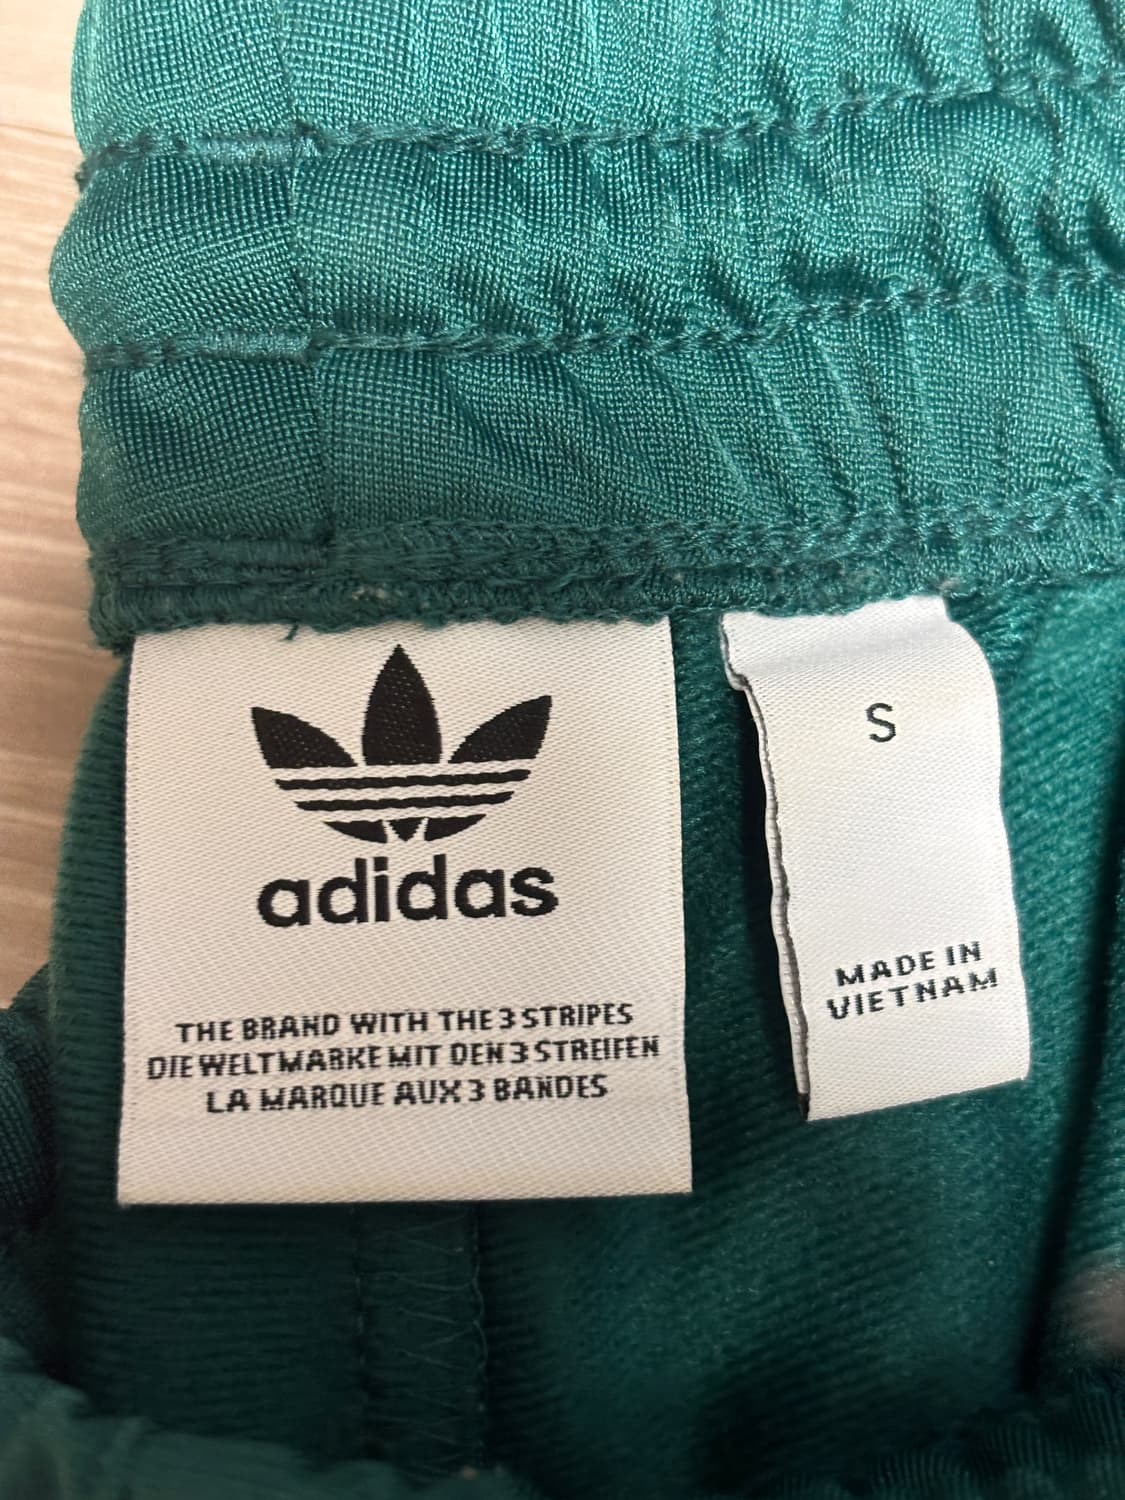 adidas
THE BRAND WITH THE 3 STRIPES
DIE WELTMARKE MIT DEN 3 STREIFEN
LA MARQUE AUX 3 BANDES
S
MADE IN
VIETNAM